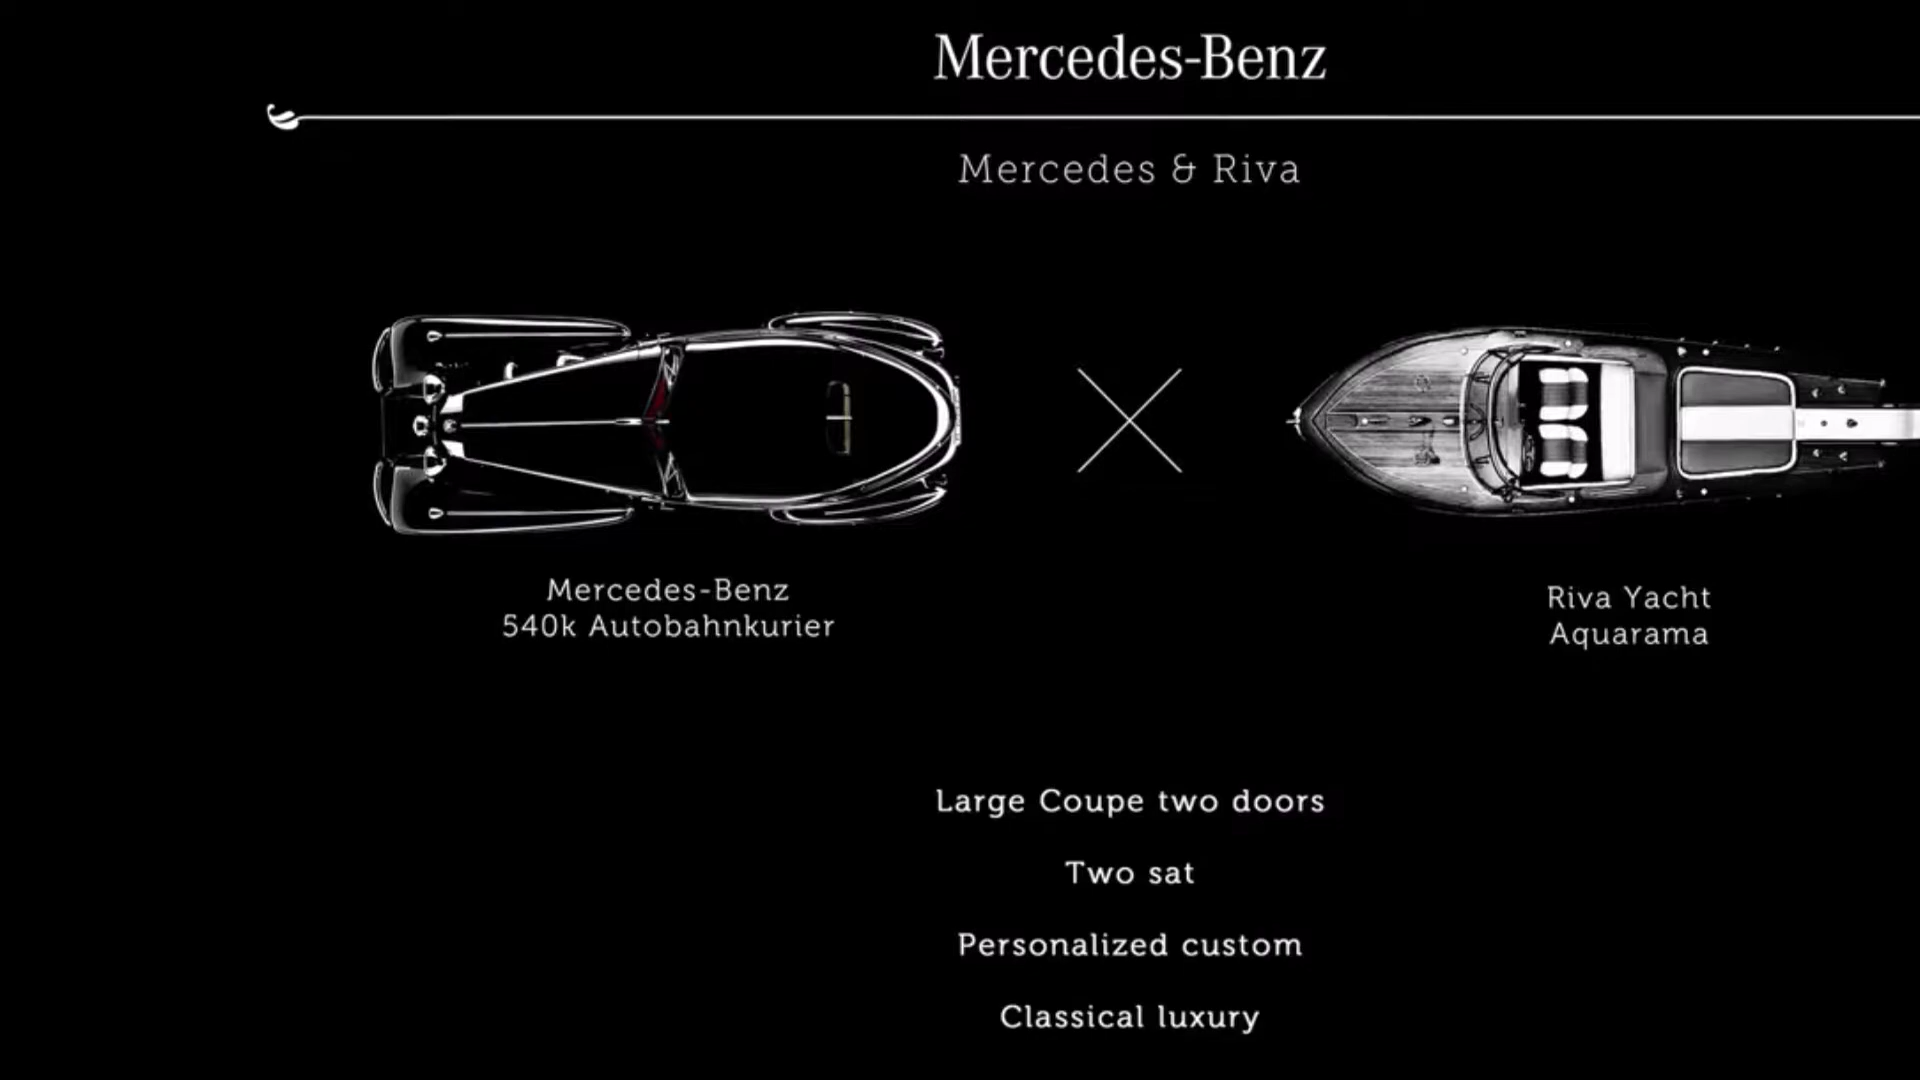 Mercedes-Benz
Mercedes & Riva
Mercedes-Benz
540k Autobahnkurier
Riva Yacht
Aquarama
Large Coupe two doors
Two sat
Personalized custom
Classical luxury